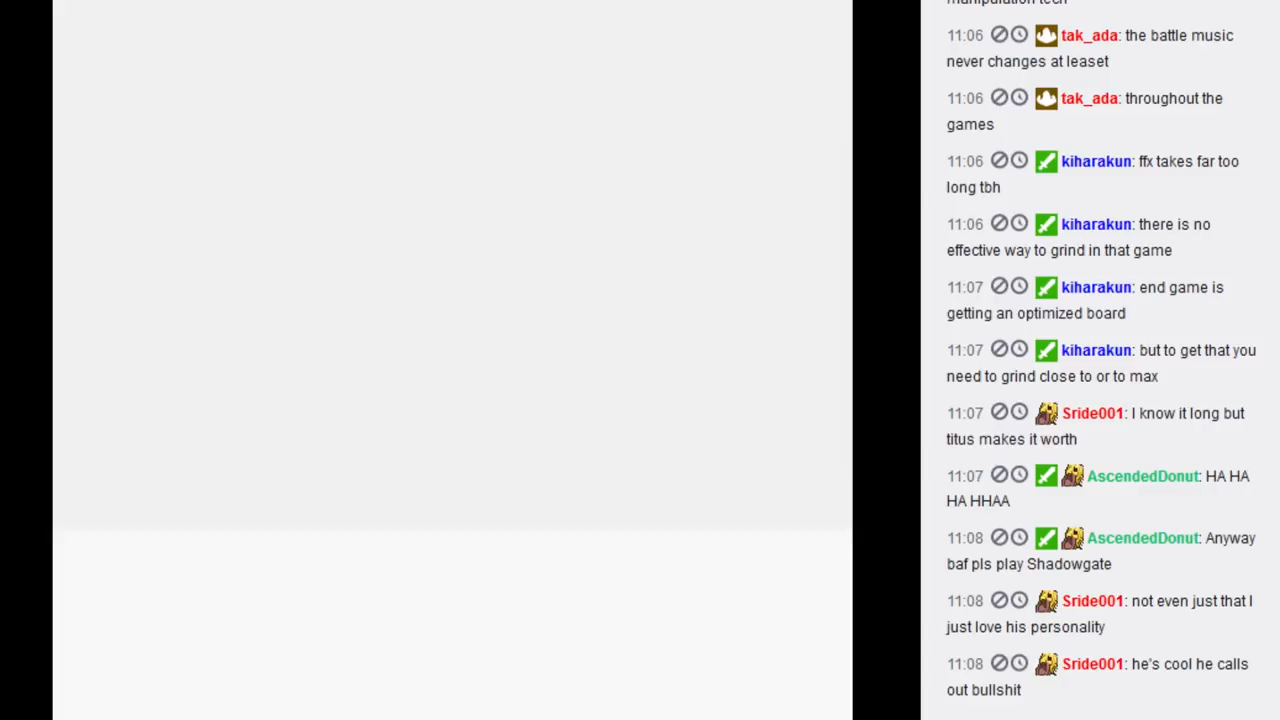 manipulation tech
11:06 tak_ada: the battle music
never changes at leaset
11:06 tak_ada: throughout the
games
11:06 kiharakun: ffx takes far too
long tbh
11:06 kiharakun: there is no
effective way to grind in that game
11:07 kiharakun: end game is
getting an optimized board
11:07 kiharakun: but to get that you
need to grind close to or to max
11:07 Sride001: I know it long but
titus makes it worth
11:07 AscendedDonut: HA HA
HA HHAA
11:08 AscendedDonut: Anyway
baf pls play Shadowgate
11:08 Sride001: not even just that I
just love his personality
11:08 Sride001: he's cool he calls
out bullshit